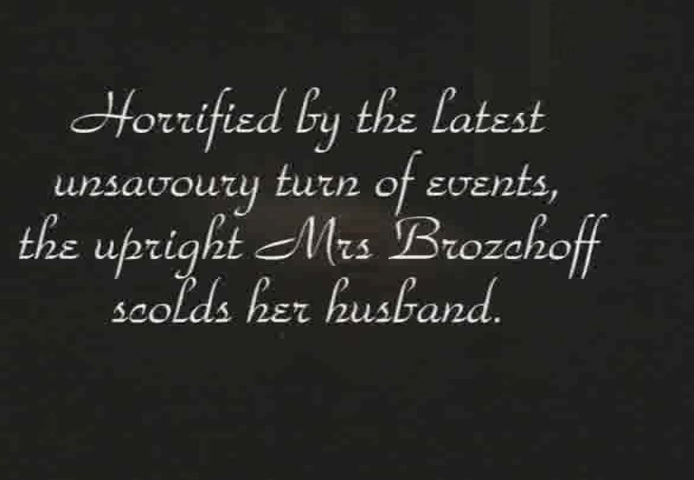 Horrified by the latest
unsavoury turn of events,
the upright Mrs Brozchoff
scolds her husband.